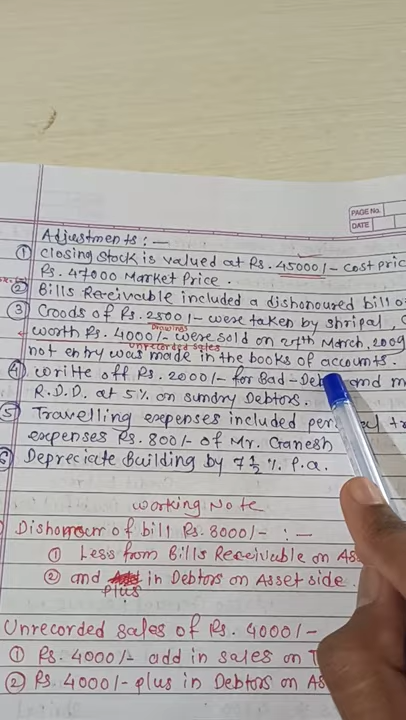 PAGE No.
DATE
Adjustments :-
① Closing Stock is valued at Rs. 45000/- Cost Pric
Rs. 47000 Market Price.
② Bills Receivable included a dishonoured bill o
③ Goods of Rs. 2500/- were taken by Shripal,
Drawings
worth Rs. 4000/- were sold on 24th March, 2009
Unrecorded sales
not entry was made in the books of accounts.
④ Writte off Rs. 2000/- for Bad-Deb and m
R.D.D. at 5% on sundry Debtors.
⑤ Travelling expenses included per tr
expenses Rs. 800/- of Mr. Ganesh
⑥ Depreciate Building by 7 1/2 % P.a.
Working Note
Dishonour of bill Rs. 8000/- :-
① Less from Bills Receivable on Ass
② and plus in Debtors on Asset side.
Unrecorded sales of Rs. 4000/-
① Rs. 4000/- add in sales on T
② Rs. 4000/- plus in Debtors on As